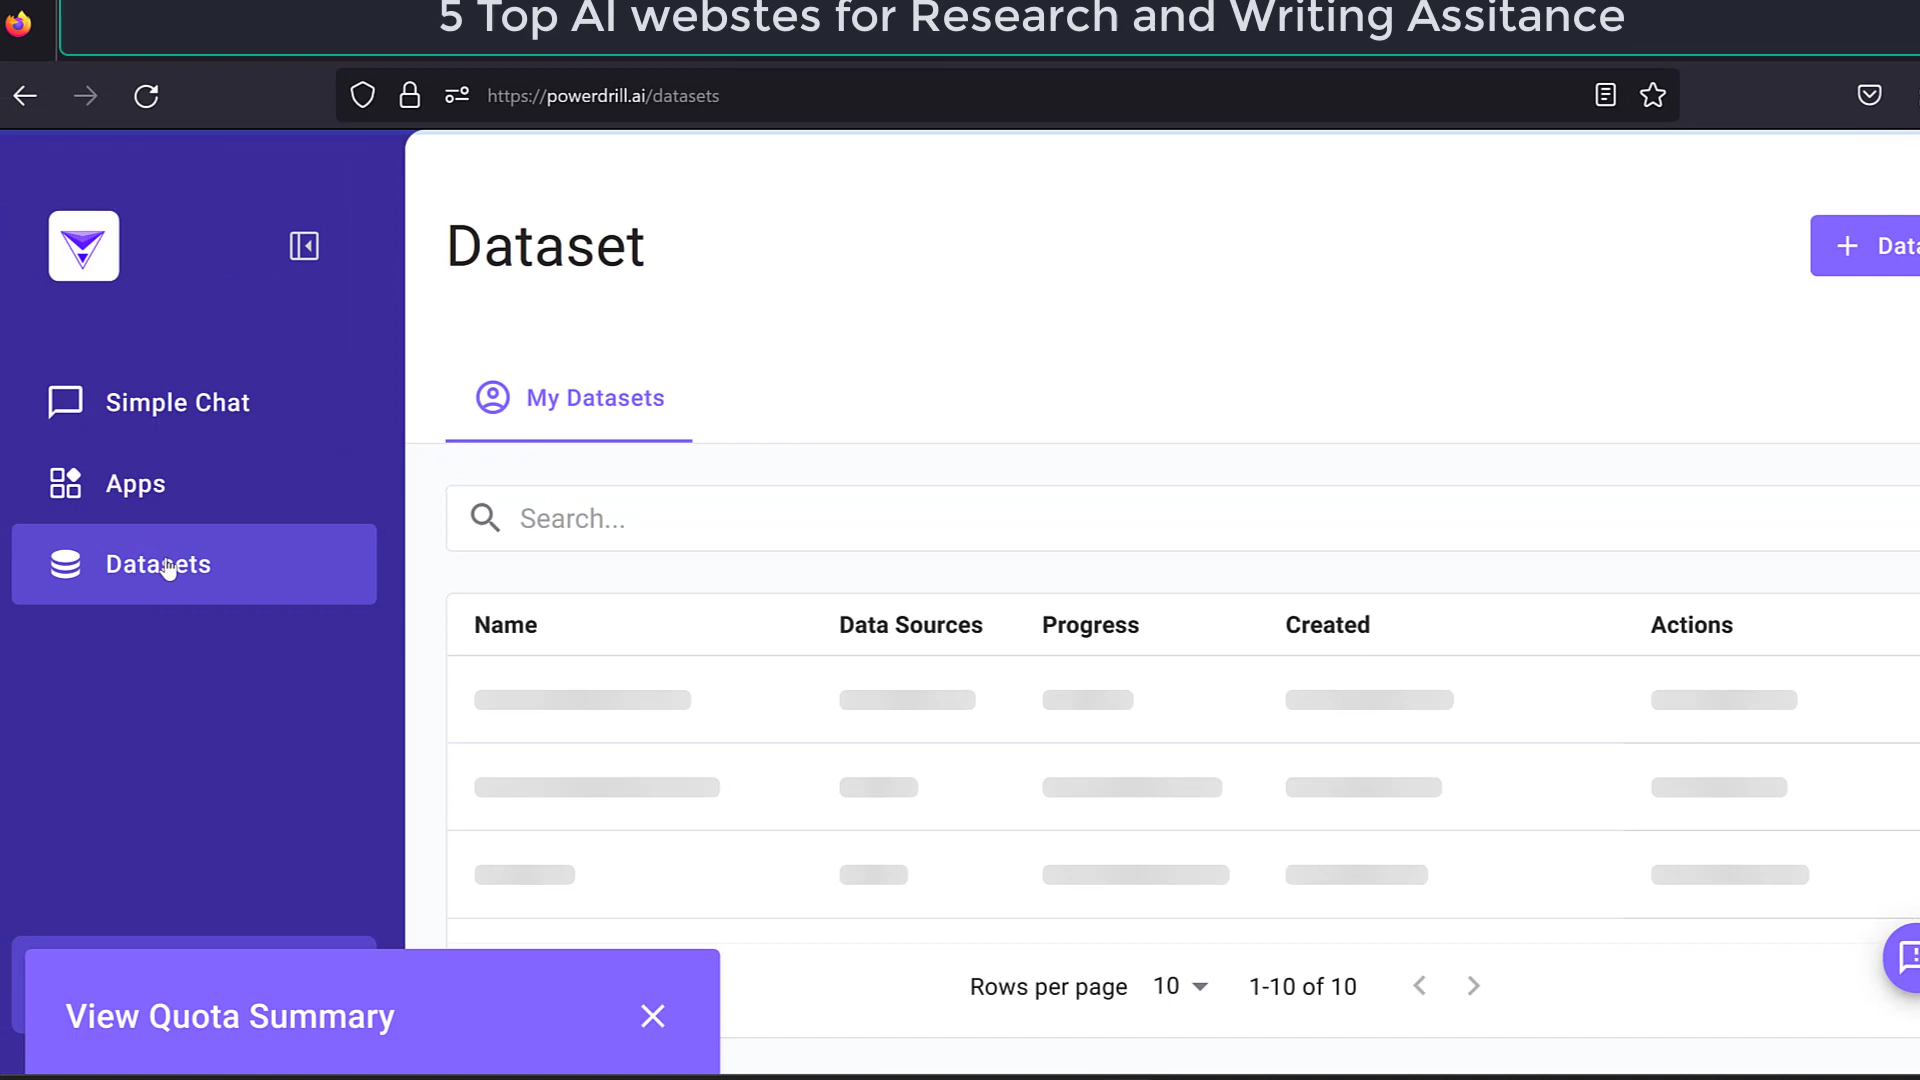 5 Top AI webstes for Research and Writing Assitance
https://powerdrill.ai/datasets
Dataset
+
My Datasets
Simple Chat
Apps
Datasets
Search...
Name Data Sources Progress Created Actions
Rows per page 10 1-10 of 10
View Quota Summary